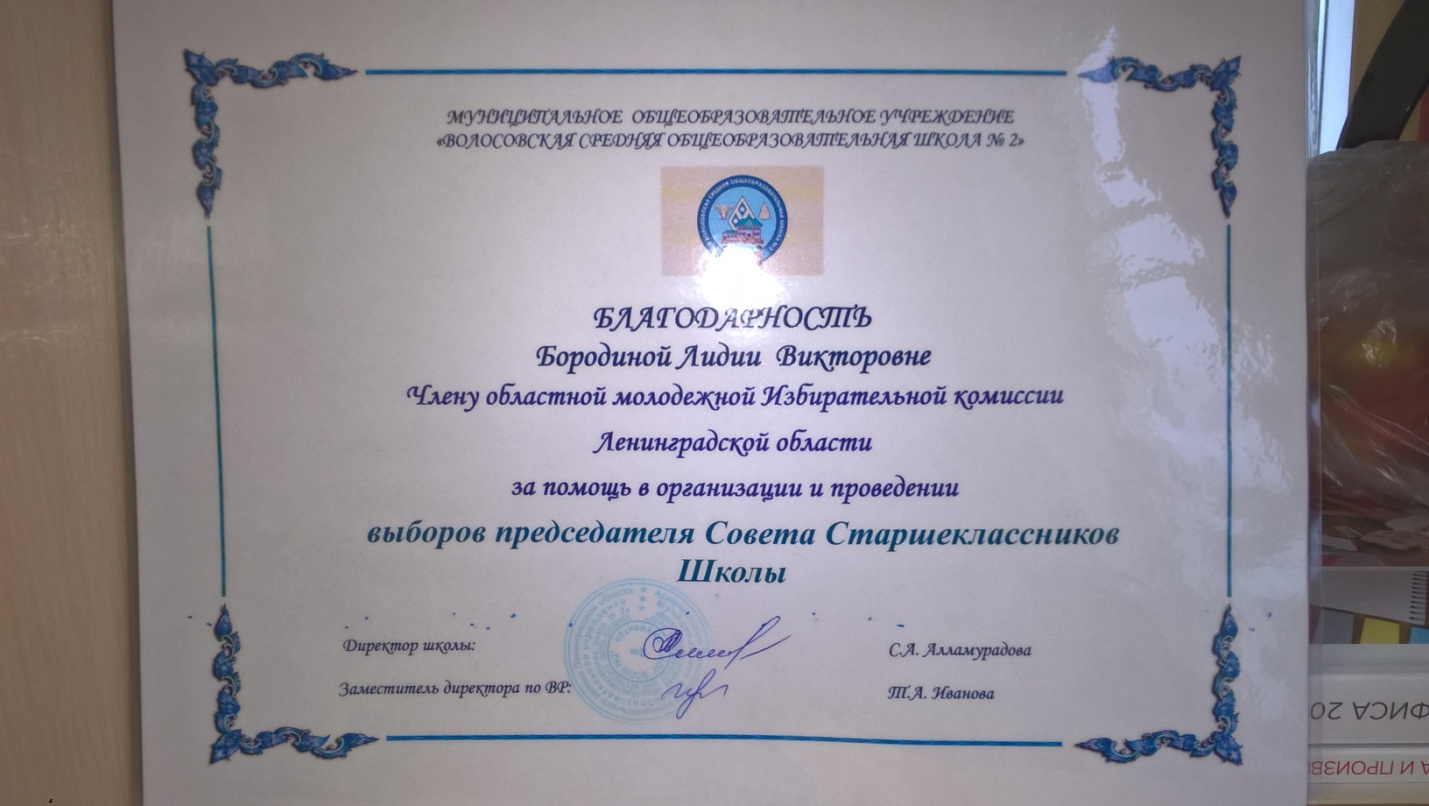 МУНИЦИПАЛЬНОЕ ОБЩЕОБРАЗОВАТЕЛЬНОЕ УЧРЕЖДЕНИЕ
«ВОЛОСОВСКАЯ СРЕДНЯЯ ОБЩЕОБРАЗОВАТЕЛЬНАЯ ШКОЛА № 2»
БЛАГОДАРНОСТЬ
Бородиной Лидии Викторовне
Члену областной молодежной Избирательной комиссии
Ленинградской области
за помощь в организации и проведении
выборов председателя Совета Старшеклассников
Школы
Директор школы: С.А. Алламурадова
Заместитель директора по ВР: Т.А. Иванова